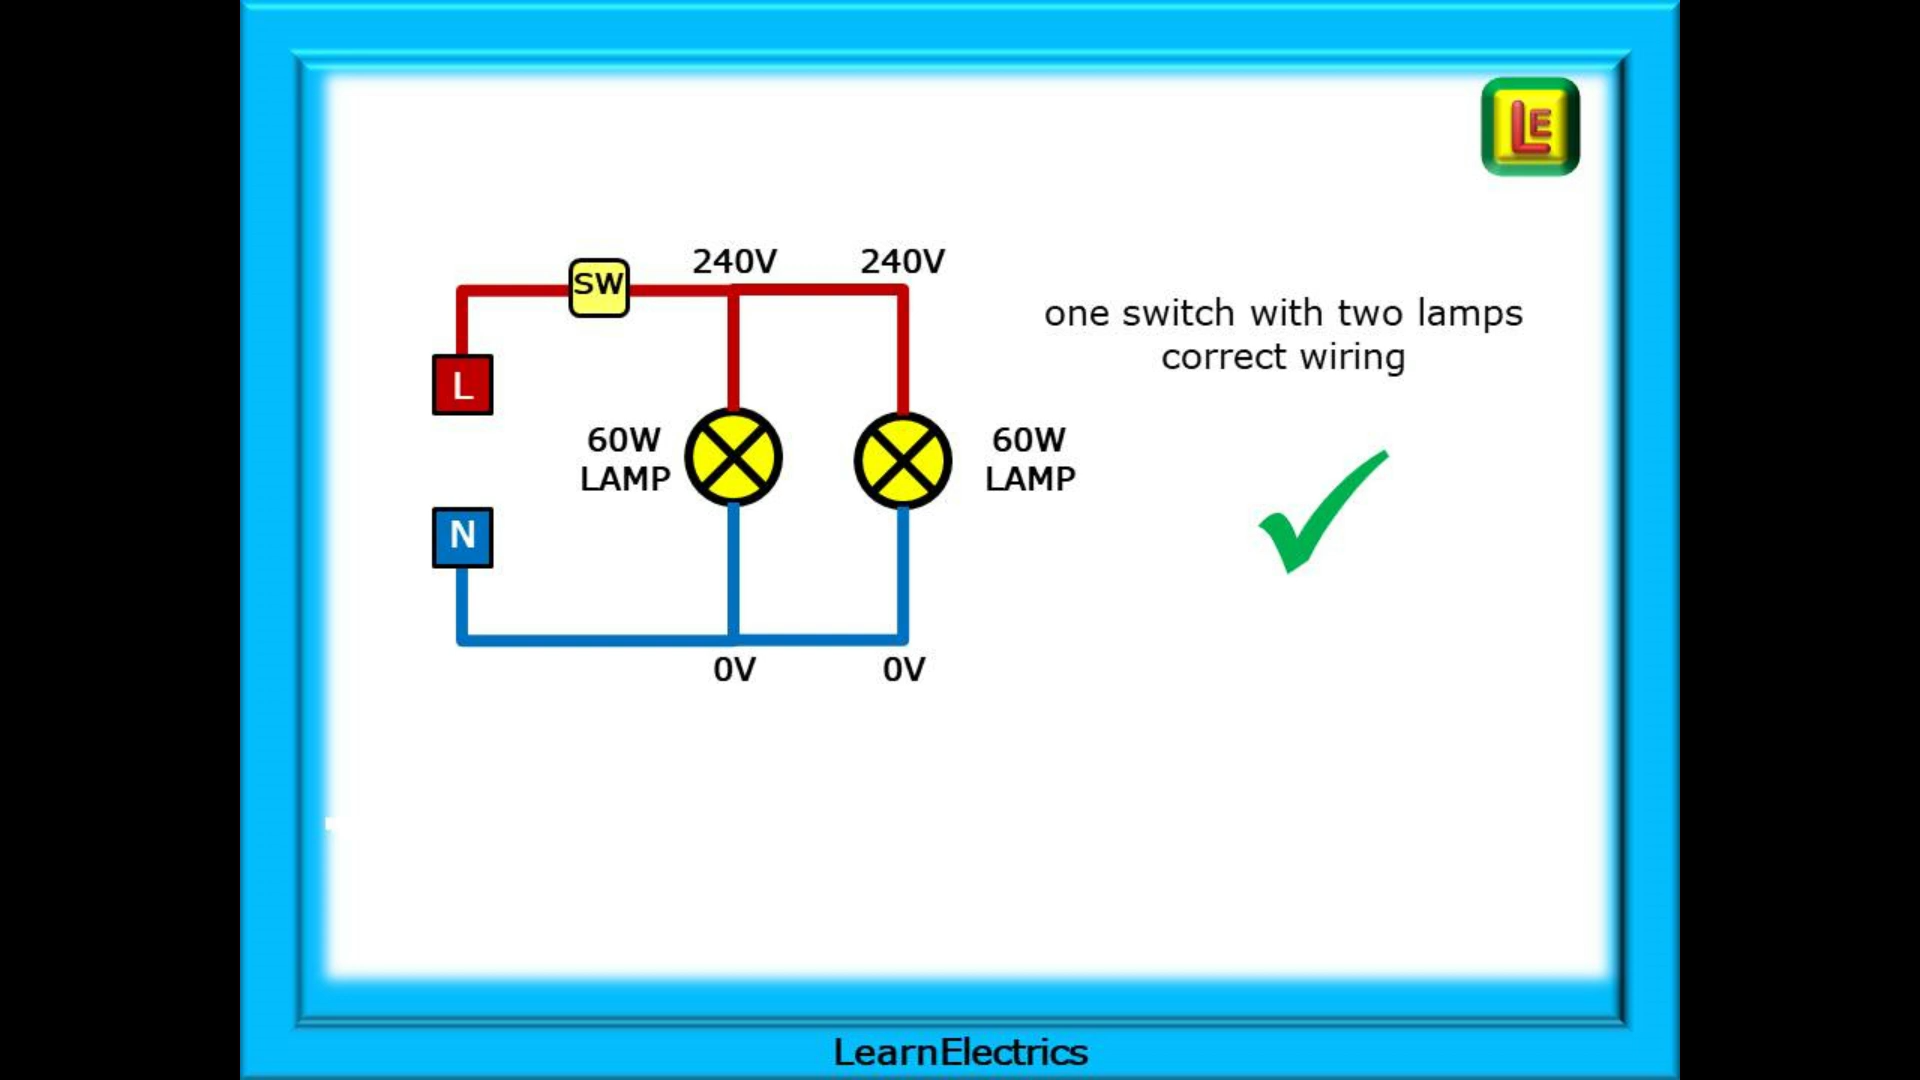 LE
240V 240V
SW
one switch with two lamps
correct wiring
L
60W
LAMP
60W
LAMP
N
0V 0V
LearnElectrics